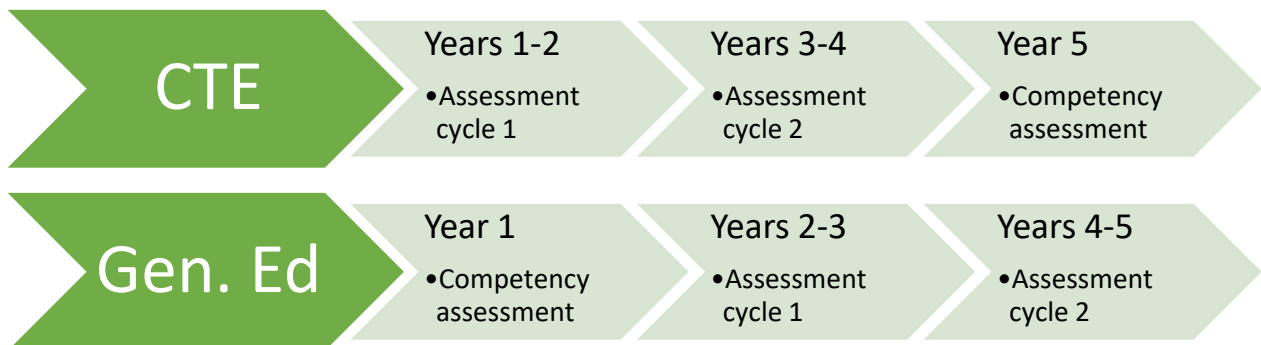 CTE
Years 1-2
•Assessment
cycle 1
Years 3-4
•Assessment
cycle 2
Year 5
•Competency
assessment
Gen. Ed
Year 1
•Competency
assessment
Years 2-3
•Assessment
cycle 1
Years 4-5
•Assessment
cycle 2